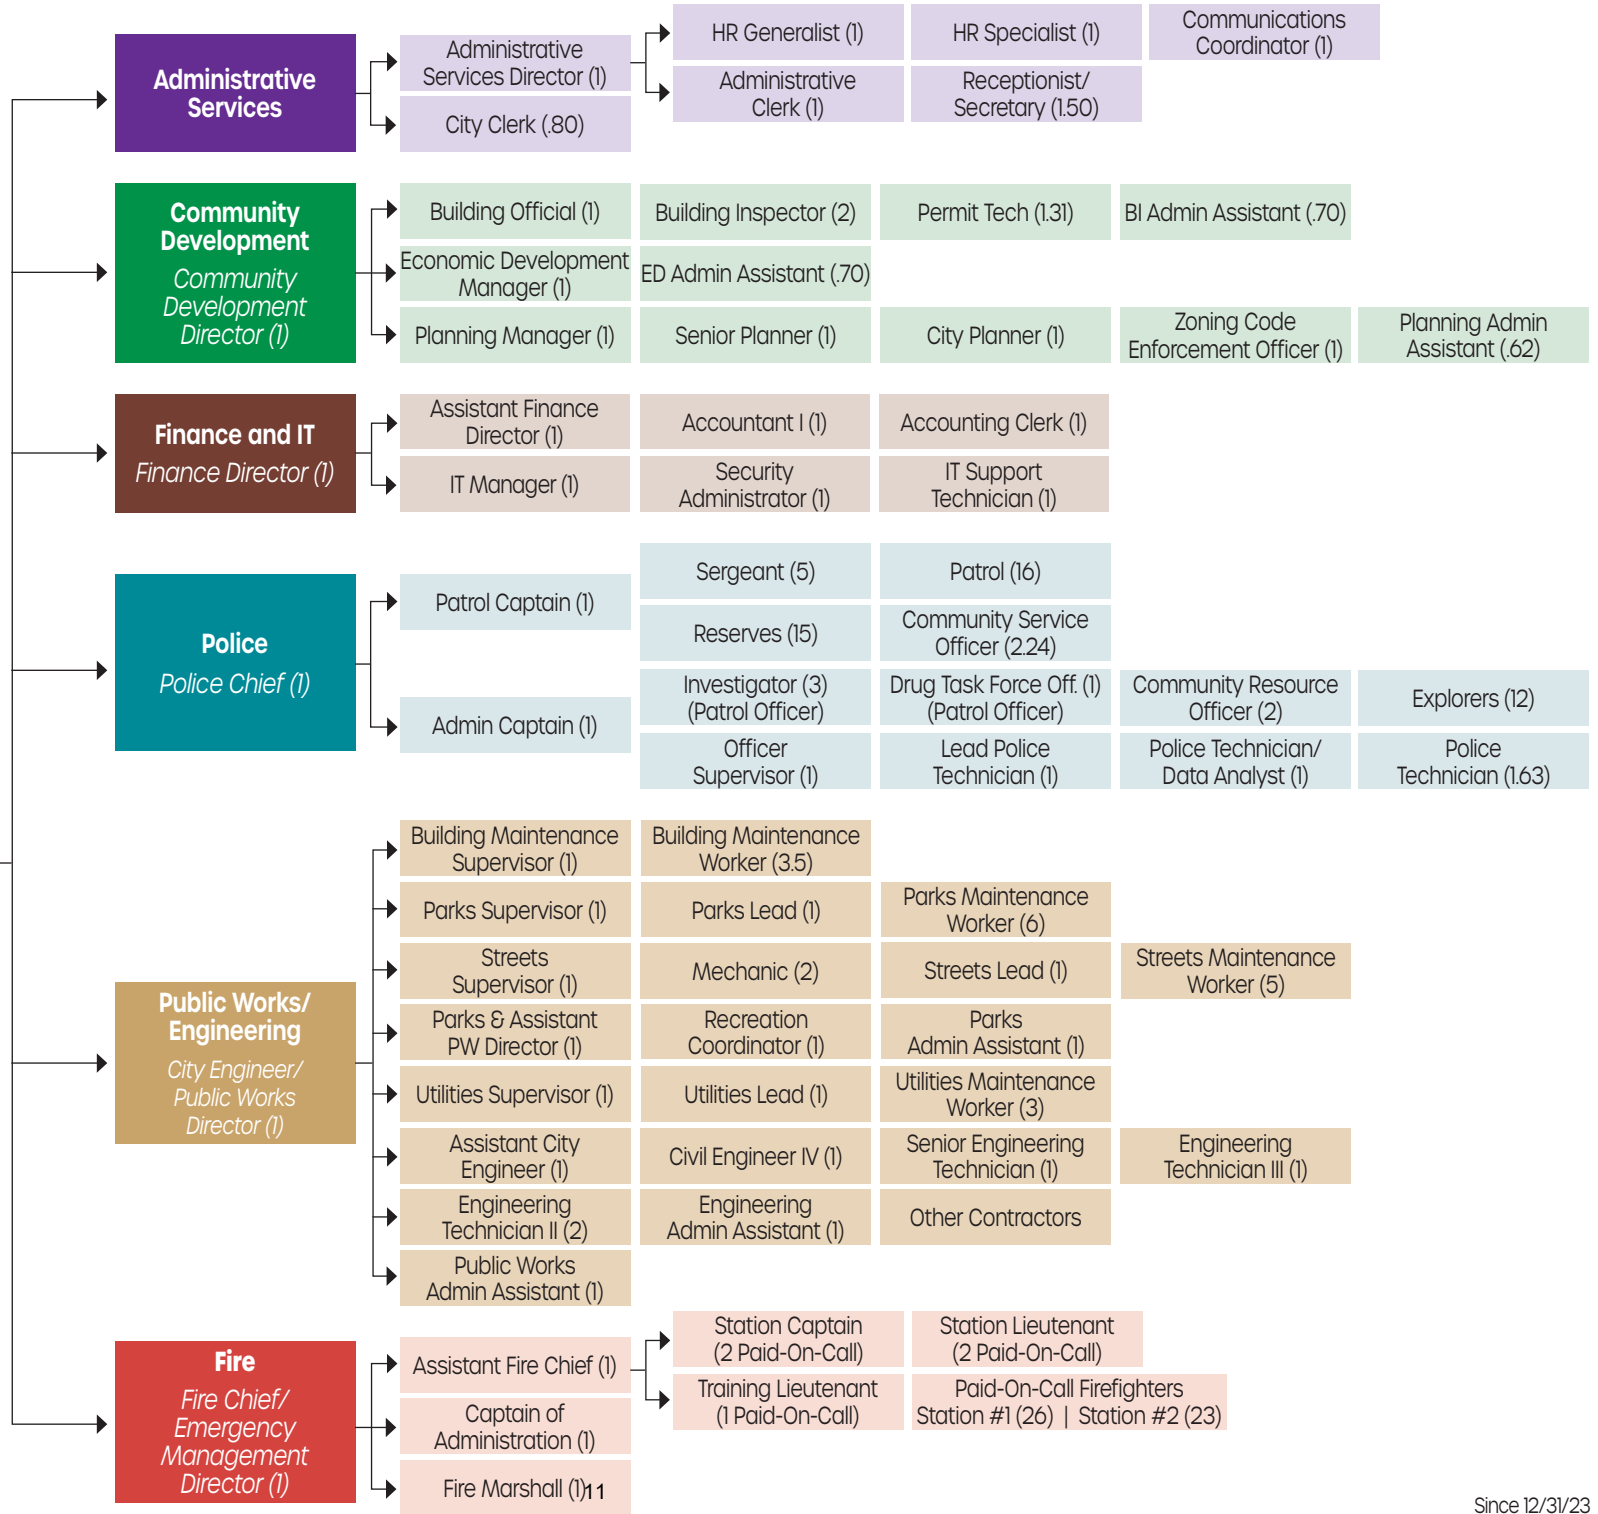 Administrative
Services
Administrative
Services Director (1)
City Clerk (.80)
HR Generalist (1)
HR Specialist (1)
Communications
Coordinator (1)
Administrative
Clerk (1)
Receptionist/
Secretary (1.50)
Community
Development
Community
Development
Director (1)
Building Official (1)
Building Inspector (2)
Permit Tech (1.31)
BI Admin Assistant (.70)
Economic Development
Manager (1)
ED Admin Assistant (.70)
Planning Manager (1)
Senior Planner (1)
City Planner (1)
Zoning Code
Enforcement Officer (1)
Planning Admin
Assistant (.62)
Finance and IT
Finance Director (1)
Assistant Finance
Director (1)
Accountant I (1)
Accounting Clerk (1)
IT Manager (1)
Security
Administrator (1)
IT Support
Technician (1)
Police
Police Chief (1)
Patrol Captain (1)
Sergeant (5)
Patrol (16)
Reserves (15)
Community Service
Officer (2.24)
Admin Captain (1)
Investigator (3)
(Patrol Officer)
Drug Task Force Off. (1)
(Patrol Officer)
Community Resource
Officer (2)
Explorers (12)
Officer
Supervisor (1)
Lead Police
Technician (1)
Police Technician/
Data Analyst (1)
Police
Technician (1.63)
Public Works/
Engineering
City Engineer/
Public Works
Director (1)
Building Maintenance
Supervisor (1)
Building Maintenance
Worker (3.5)
Parks Supervisor (1)
Parks Lead (1)
Parks Maintenance
Worker (6)
Streets
Supervisor (1)
Mechanic (2)
Streets Lead (1)
Streets Maintenance
Worker (5)
Parks & Assistant
PW Director (1)
Recreation
Coordinator (1)
Parks
Admin Assistant (1)
Utilities Supervisor (1)
Utilities Lead (1)
Utilities Maintenance
Worker (3)
Assistant City
Engineer (1)
Civil Engineer IV (1)
Senior Engineering
Technician (1)
Engineering
Technician III (1)
Engineering
Technician II (2)
Engineering
Admin Assistant (1)
Other Contractors
Public Works
Admin Assistant (1)
Fire
Fire Chief/
Emergency
Management
Director (1)
Assistant Fire Chief (1)
Station Captain
(2 Paid-On-Call)
Station Lieutenant
(2 Paid-On-Call)
Training Lieutenant
(1 Paid-On-Call)
Paid-On-Call Firefighters
Station #1 (26) | Station #2 (23)
Captain of
Administration (1)
Fire Marshall (1)
11
Since 12/31/23